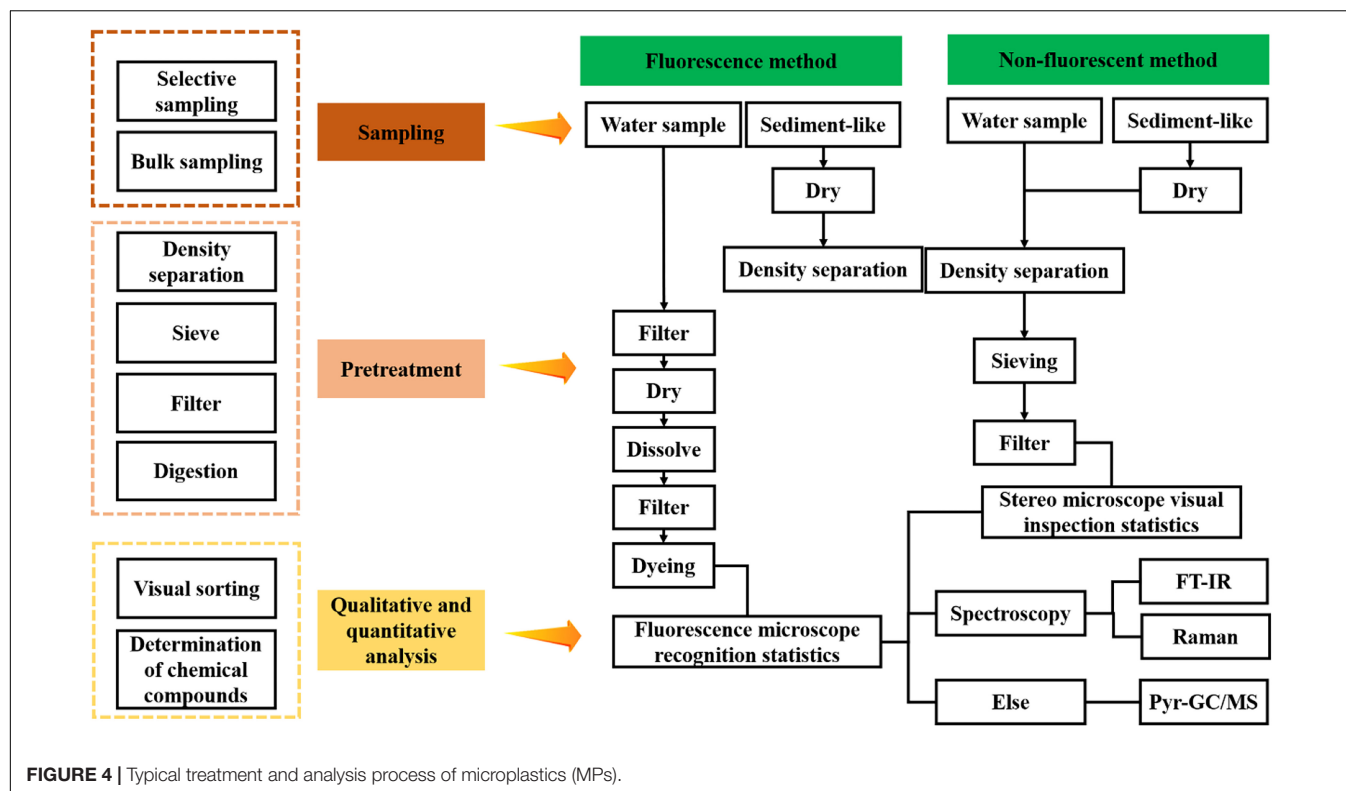 Selective
sampling
Bulk sampling
Density
separation
Sieve
Filter
Digestion
Visual sorting
Determination
of chemical
compounds
Sampling
Pretreatment
Qualitative and
quantitative
analysis
Fluorescence method
Water sample
Sediment-like
Dry
Density separation
Filter
Dry
Dissolve
Filter
Dyeing
Fluorescence microscope
recognition statistics
Non-fluorescent method
Water sample
Sediment-like
Dry
Density separation
Sieving
Filter
Stereo microscope visual
inspection statistics
Spectroscopy
FT-IR
Raman
Else
Pyr-GC/MS
FIGURE 4 | Typical treatment and analysis process of microplastics (MPs).